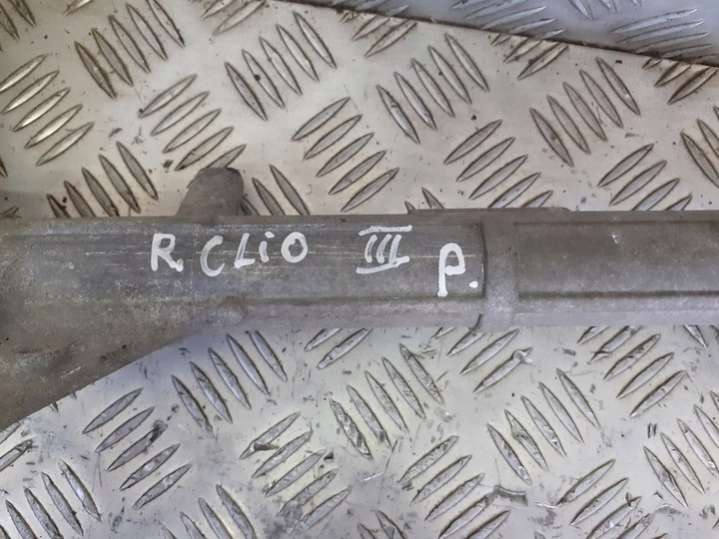 R. CLiO III P.